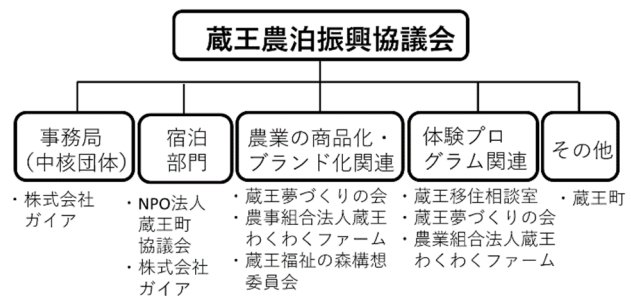 蔵王農泊振興協議会
事務局
（中核団体）
・株式会社
ガイア
宿泊
部門
・NPO法人
蔵王町
協議会
・株式会社
ガイア
農業の商品化・
ブランド化関連
・蔵王夢づくりの会
・農事組合法人蔵王
わくわくファーム
・蔵王福祉の森構想
委員会
体験プロ
グラム関連
・蔵王移住相談室
・蔵王夢づくりの会
・農業組合法人蔵王
わくわくファーム
その他
・蔵王町